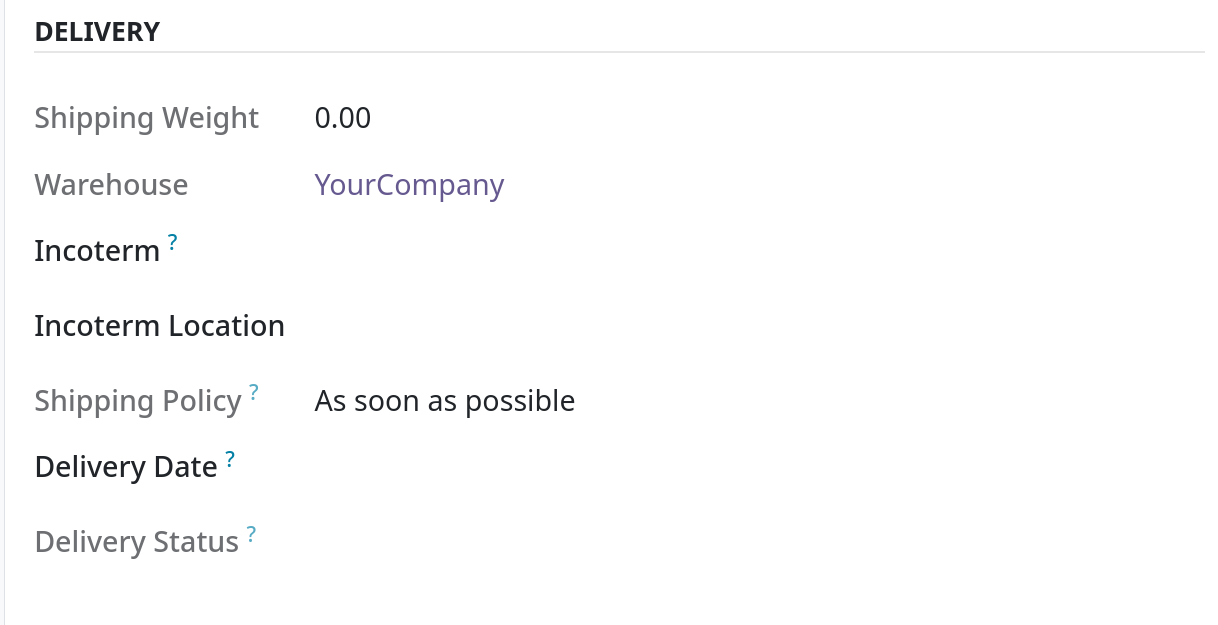 DELIVERY
Shipping Weight 0.00
Warehouse YourCompany
Incoterm ?
Incoterm Location
Shipping Policy ? As soon as possible
Delivery Date ?
Delivery Status ?